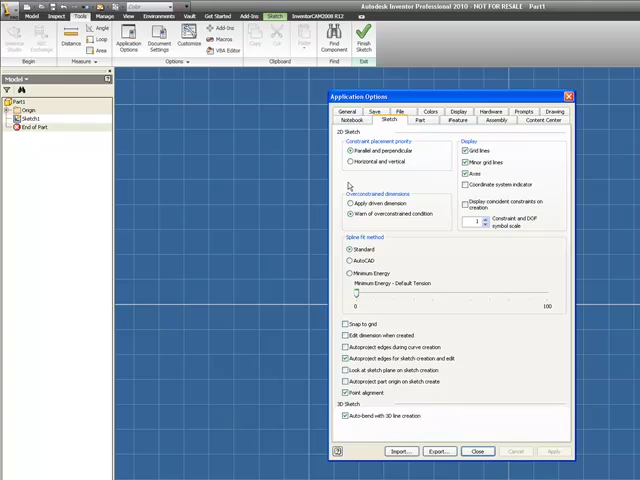 Color
Autodesk Inventor Professional 2010 - NOT FOR RESALE - Part1
Model Inspect Tools Manage View Environments Vault Get Started Add-Ins Sketch InventorCAM2008 R12
Distance
Angle
Loop
Area
Application Options
Document Settings
Customize
Add-Ins
Macros
VBA Editor
Copy
Cut
Find Component
Finish Sketch
Begin Measure Options Clipboard Find Exit
Model
Part1
Origin
Sketch1
End of Part
Application Options
General Save File Colors Display Hardware Prompts Drawing
Notebook Sketch Part iFeature Assembly Content Center
2D Sketch
Constraint placement priority
Parallel and perpendicular
Horizontal and vertical
Overconstrained dimensions
Apply driven dimension
Warn of overconstrained condition
Display
Grid lines
Minor grid lines
Axes
Coordinate system indicator
Display coincident constraints on creation
1 Constraint and DOF symbol scale
Spline fit method
Standard
AutoCAD
Minimum Energy
Minimum Energy - Default Tension
0 100
Snap to grid
Edit dimension when created
Autoproject edges during curve creation
Autoproject edges for sketch creation and edit
Look at sketch plane on sketch creation
Autoproject part origin on sketch create
Point alignment
3D Sketch
Auto-bend with 3D line creation
Import... Export... Close Cancel Apply